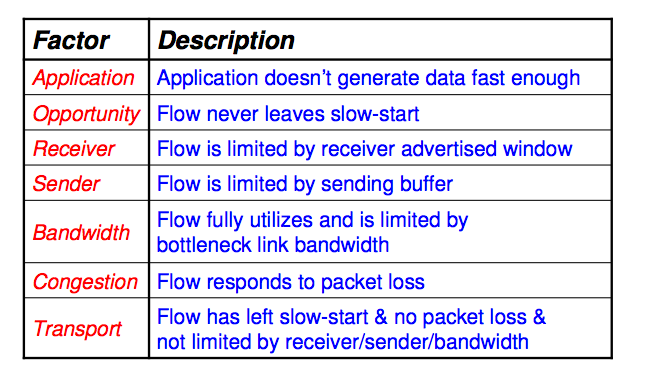 Factor Description
Application Application doesn’t generate data fast enough
Opportunity Flow never leaves slow-start
Receiver Flow is limited by receiver advertised window
Sender Flow is limited by sending buffer
Bandwidth Flow fully utilizes and is limited by
bottleneck link bandwidth
Congestion Flow responds to packet loss
Transport Flow has left slow-start & no packet loss &
not limited by receiver/sender/bandwidth